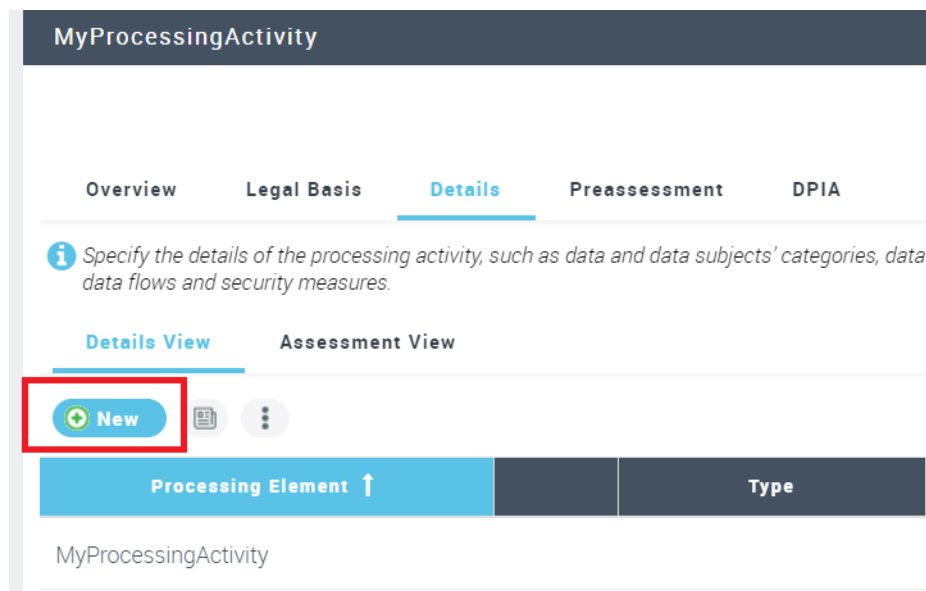 MyProcessingActivity
Overview Legal Basis Details Preassessment DPIA
Specify the details of the processing activity, such as data and data subjects’ categories, data
data flows and security measures.
Details View Assessment View
New
Processing Element ↑ Type
MyProcessingActivity